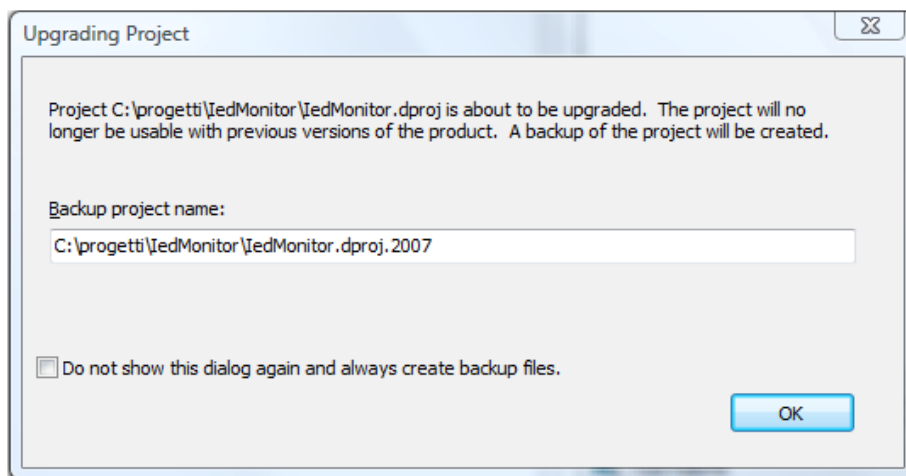 Upgrading Project
Project C:\progetti\IedMonitor\IedMonitor.dproj is about to be upgraded.  The project will no
longer be usable with previous versions of the product.  A backup of the project will be created.
Backup project name:
C:\progetti\IedMonitor\IedMonitor.dproj.2007
Do not show this dialog again and always create backup files.
OK